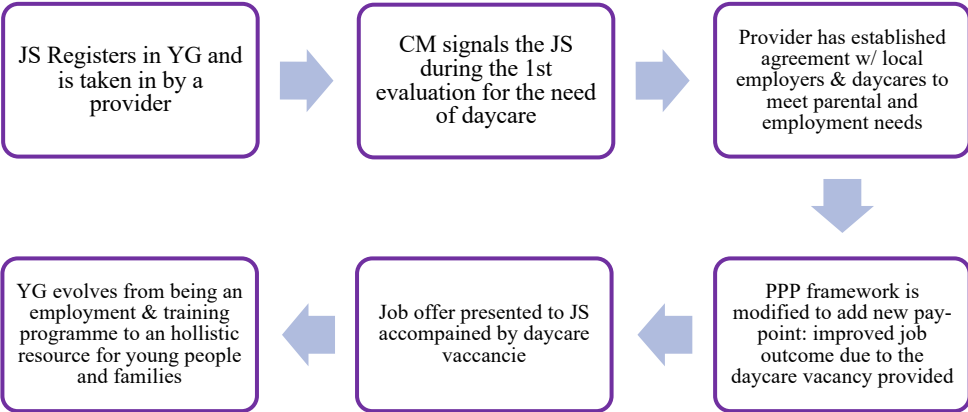 JS Registers in YG and
is taken in by a
provider
CM signals the JS
during the 1st
evaluation for the need
of daycare
Provider has established
agreement w/ local
employers & daycares to
meet parental and
employment needs
PPP framework is
modified to add new pay-
point: improved job
outcome due to the
daycare vacancy provided
Job offer presented to JS
accompained by daycare
vaccancie
YG evolves from being an
employment & training
programme to an hollistic
resource for young people
and families